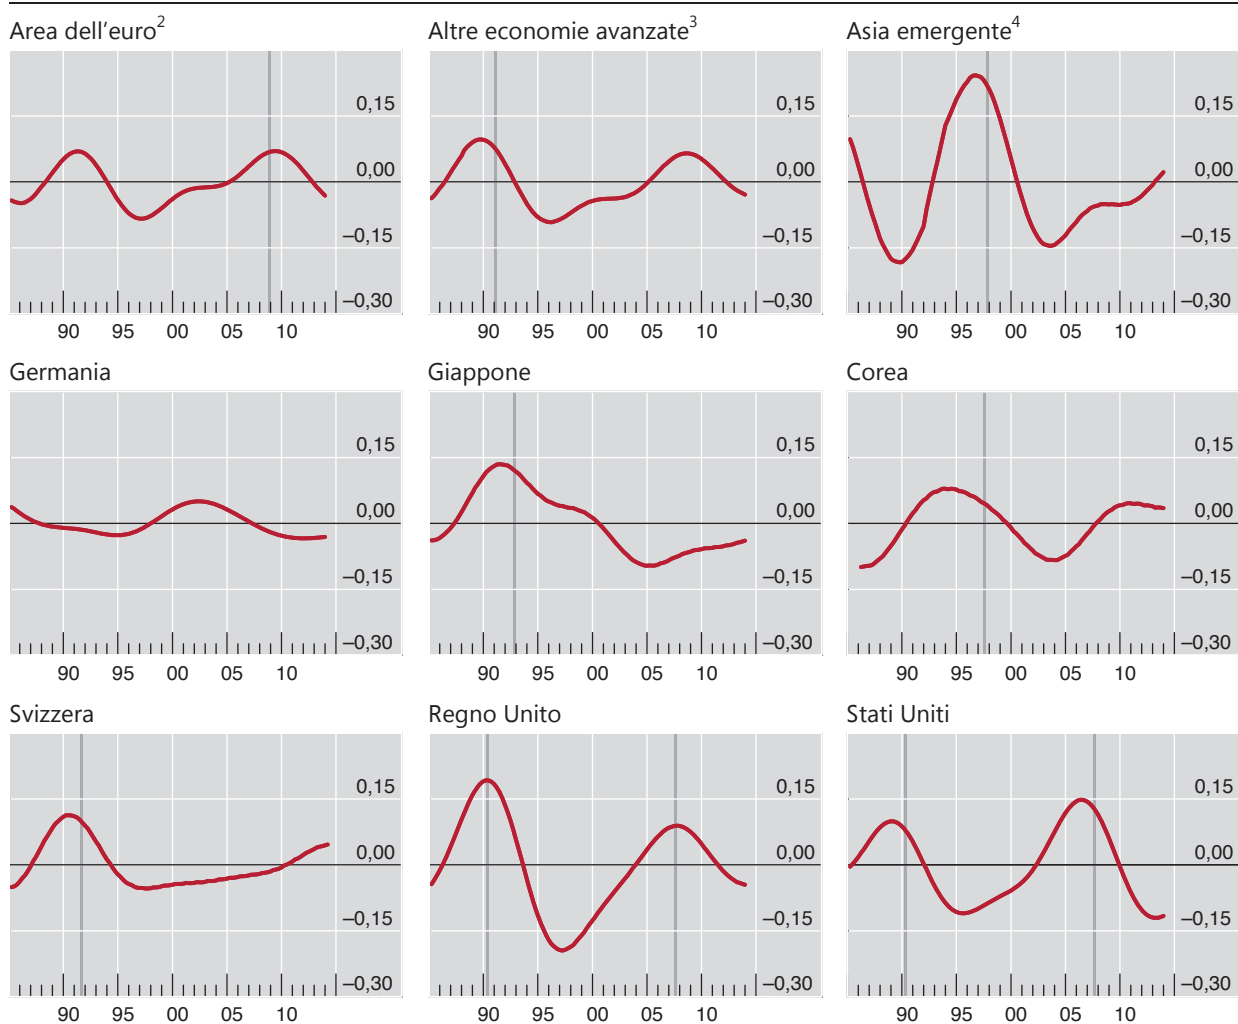 Area dell'euro2 Altre economie avanzate3 Asia emergente4
0,15 0,15 0,15
0,00 0,00 0,00
–0,15 –0,15 –0,15
–0,30 –0,30 –0,30
90 95 00 05 10 90 95 00 05 10 90 95 00 05 10
Germania Giappone Corea
0,15 0,15 0,15
0,00 0,00 0,00
–0,15 –0,15 –0,15
–0,30 –0,30 –0,30
90 95 00 05 10 90 95 00 05 10 90 95 00 05 10
Svizzera Regno Unito Stati Uniti
0,15 0,15 0,15
0,00 0,00 0,00
–0,15 –0,15 –0,15
–0,30 –0,30 –0,30
90 95 00 05 10 90 95 00 05 10 90 95 00 05 10